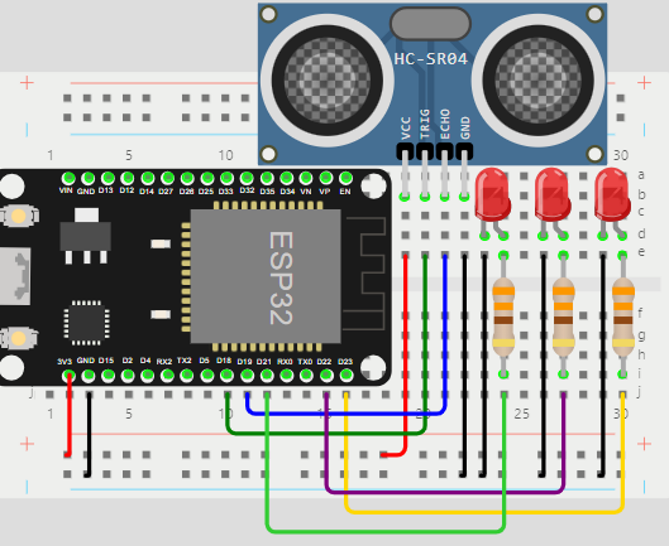 HC-SR04
VCC TRIG ECHO GND
1 5 10 30
VIN GND D13 D12 D14 D27 D26 D25 D33 D32 D35 D34 VN VP EN
a
b
c
d
e
ESP32
f
g
h
i
j
3V3 GND D15 D2 D4 RX2 TX2 D5 D18 D19 D21 RX0 TX0 D22 D23
j
1 5 10 25 30